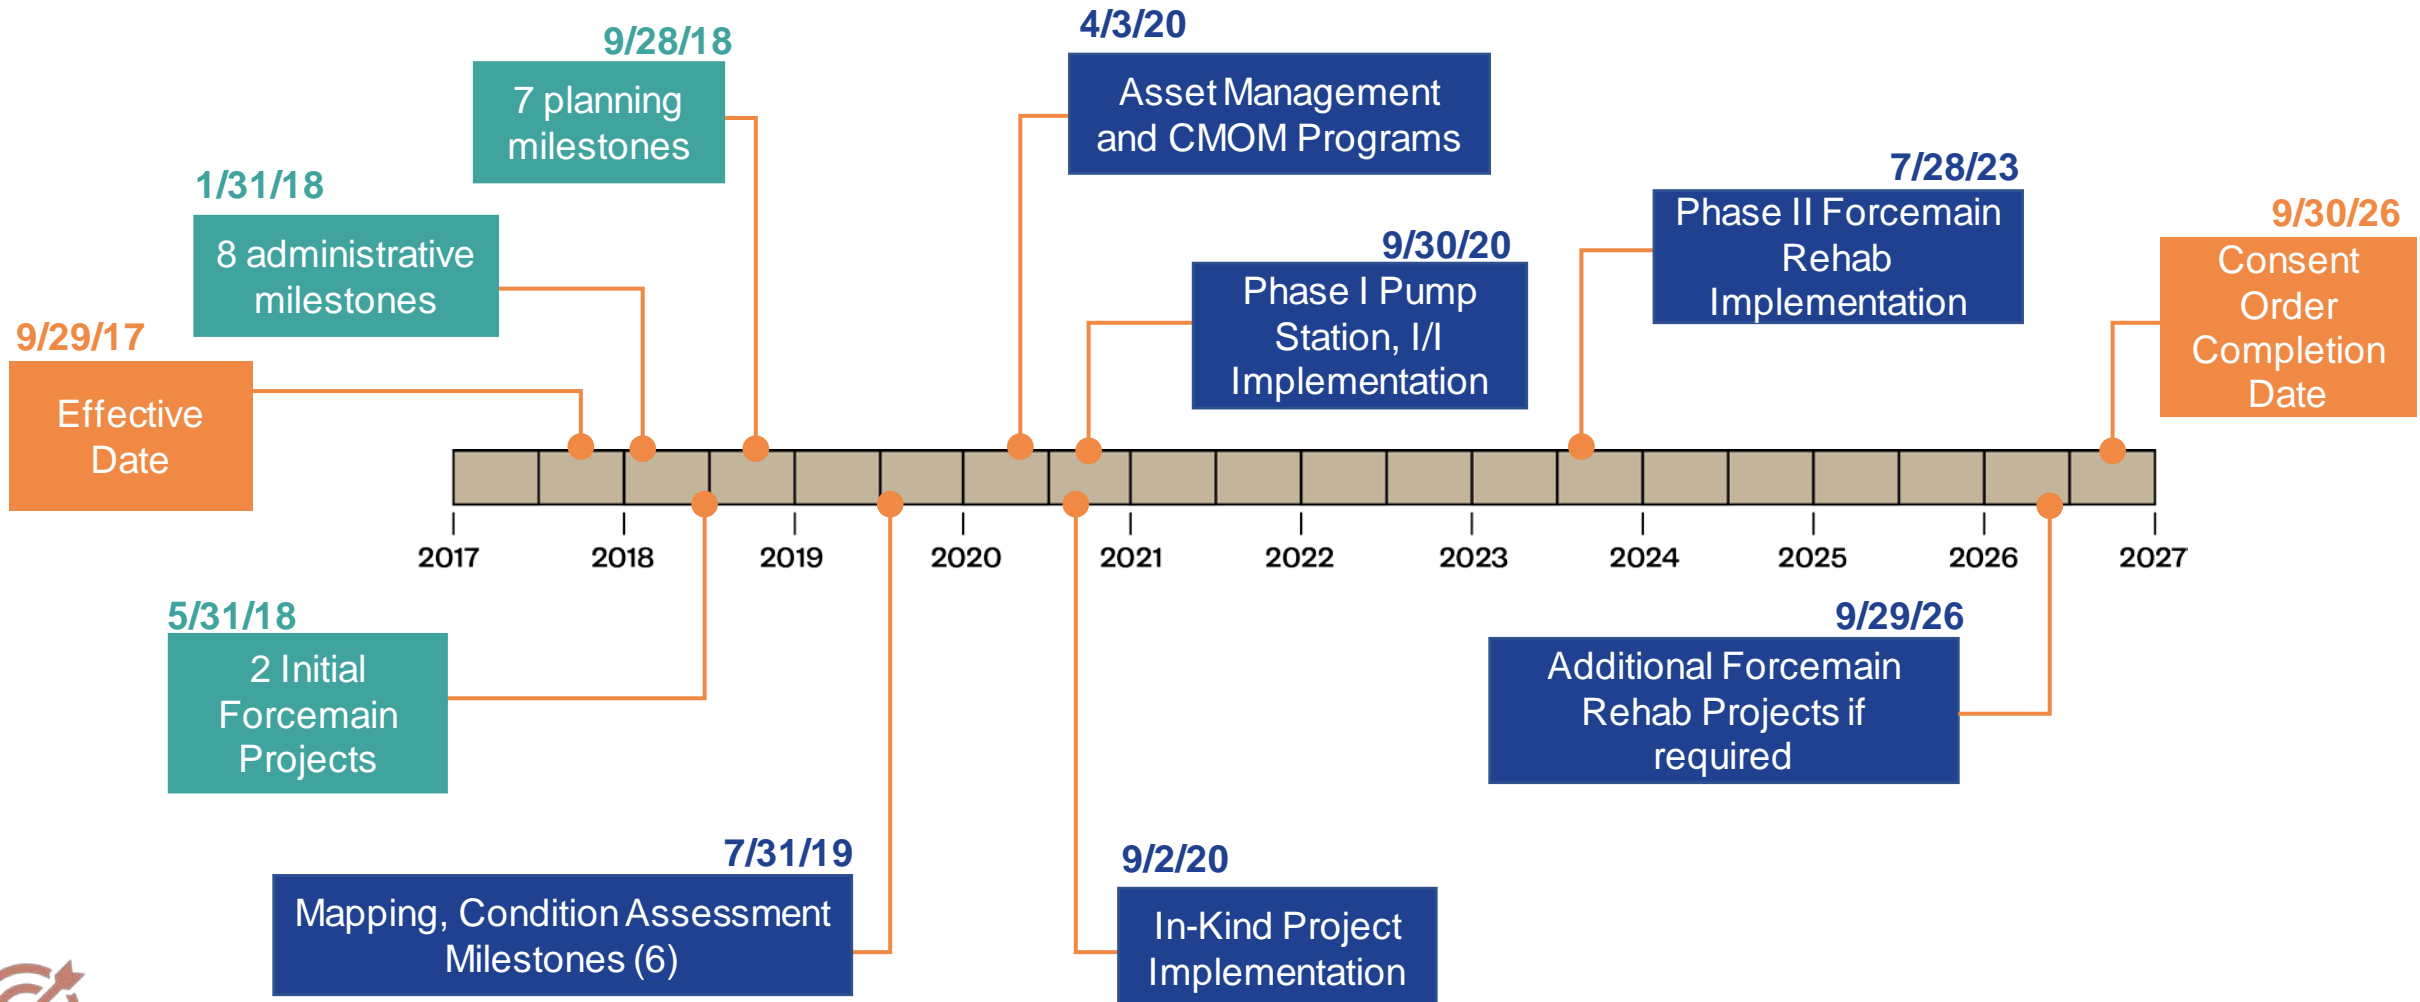 4/3/20
Asset Management
and CMOM Programs
9/28/18
7 planning
milestones
1/31/18
8 administrative
milestones
7/28/23
Phase II Forcemain
Rehab
Implementation
9/30/20
Phase I Pump
Station, I/I
Implementation
9/30/26
Consent
Order
Completion
Date
9/29/17
Effective
Date
2017
2018
2019
2020
2021
2022
2023
2024
2025
2026
2027
5/31/18
2 Initial
Forcemain
Projects
9/29/26
Additional Forcemain
Rehab Projects if
required
7/31/19
Mapping, Condition Assessment
Milestones (6)
9/2/20
In-Kind Project
Implementation